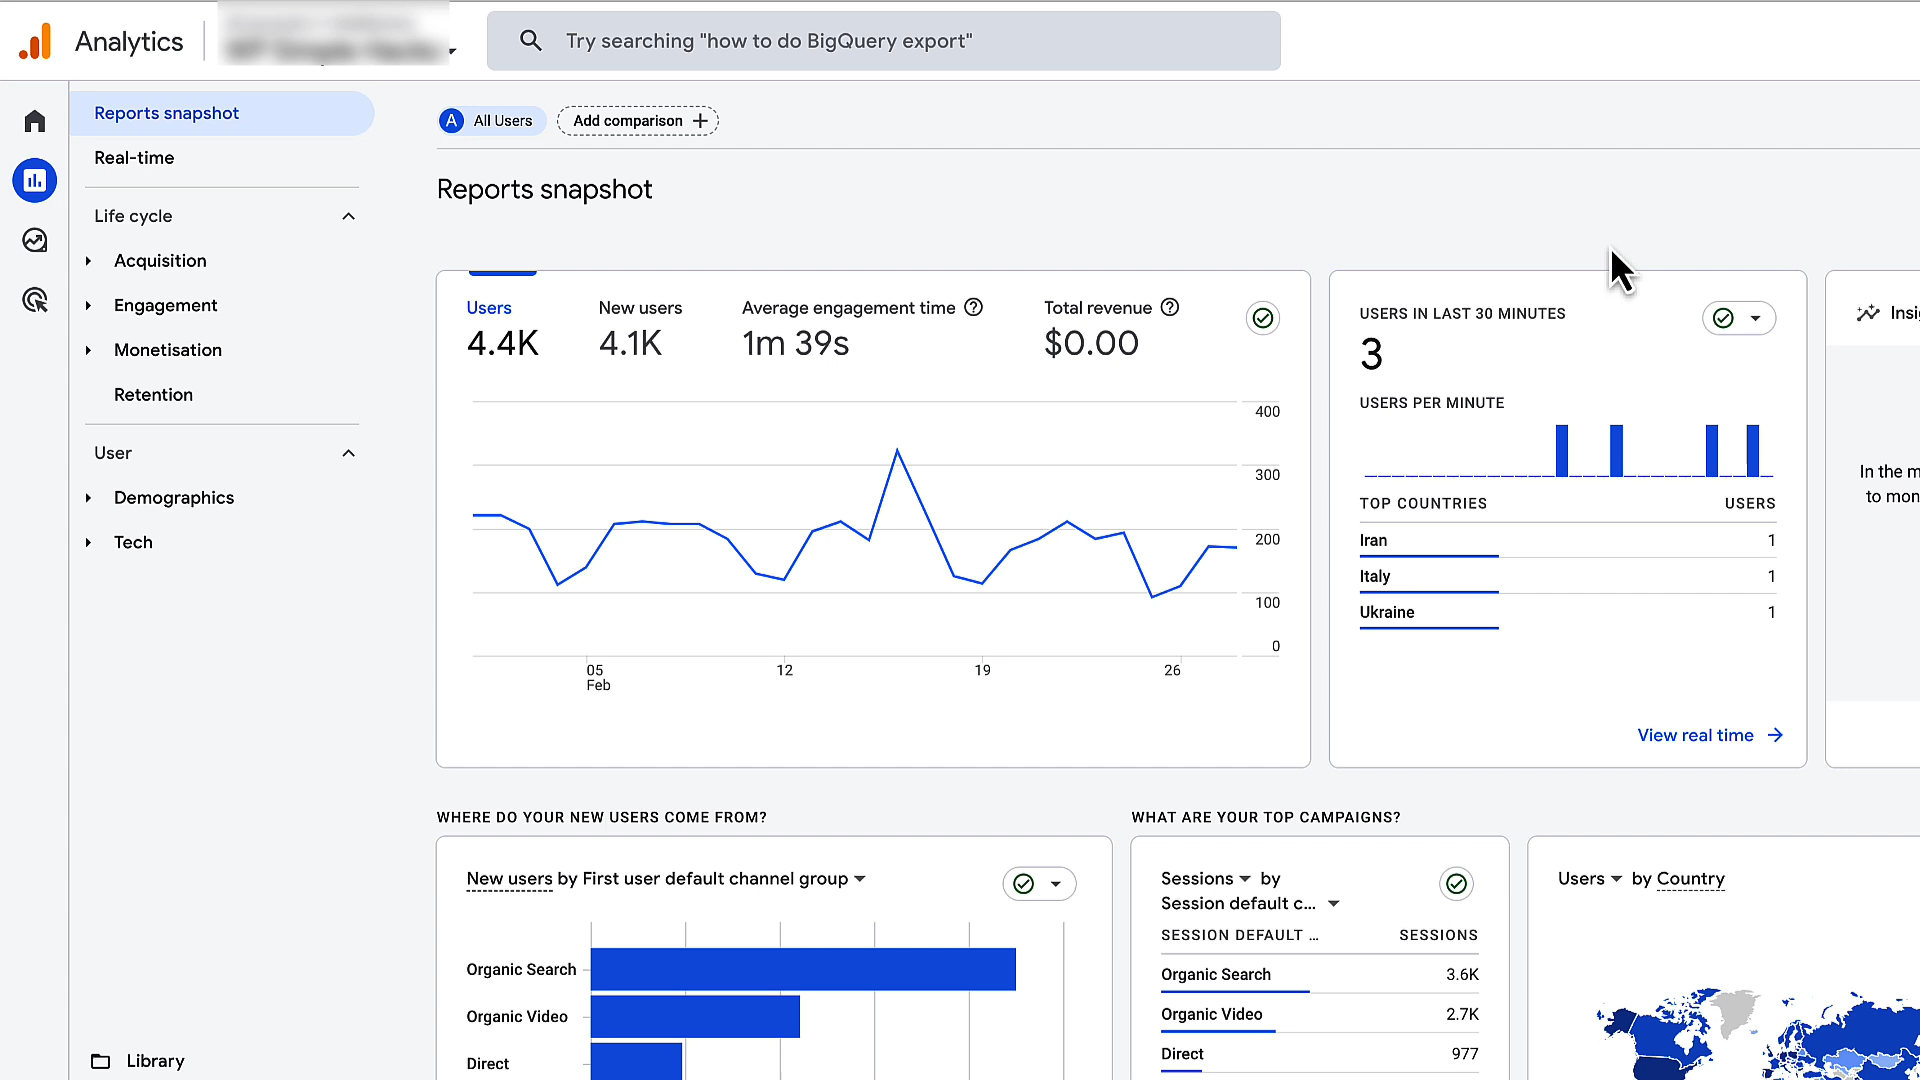 Analytics
Try searching "how to do BigQuery export"
Reports snapshot
Real-time
Life cycle
Acquisition
Engagement
Monetisation
Retention
User
Demographics
Tech
Library
A All Users
Add comparison
Reports snapshot
Users
4.4K
New users
4.1K
Average engagement time
1m 39s
Total revenue
$0.00
400
300
200
100
0
05
Feb
12
19
26
USERS IN LAST 30 MINUTES
3
USERS PER MINUTE
TOP COUNTRIES USERS
Iran 1
Italy 1
Ukraine 1
View real time
Insi
In the m
to mon
WHERE DO YOUR NEW USERS COME FROM?
New users by First user default channel group
Organic Search
Organic Video
Direct
WHAT ARE YOUR TOP CAMPAIGNS?
Sessions by
Session default c...
SESSION DEFAULT ... SESSIONS
Organic Search 3.6K
Organic Video 2.7K
Direct 977
Users by Country